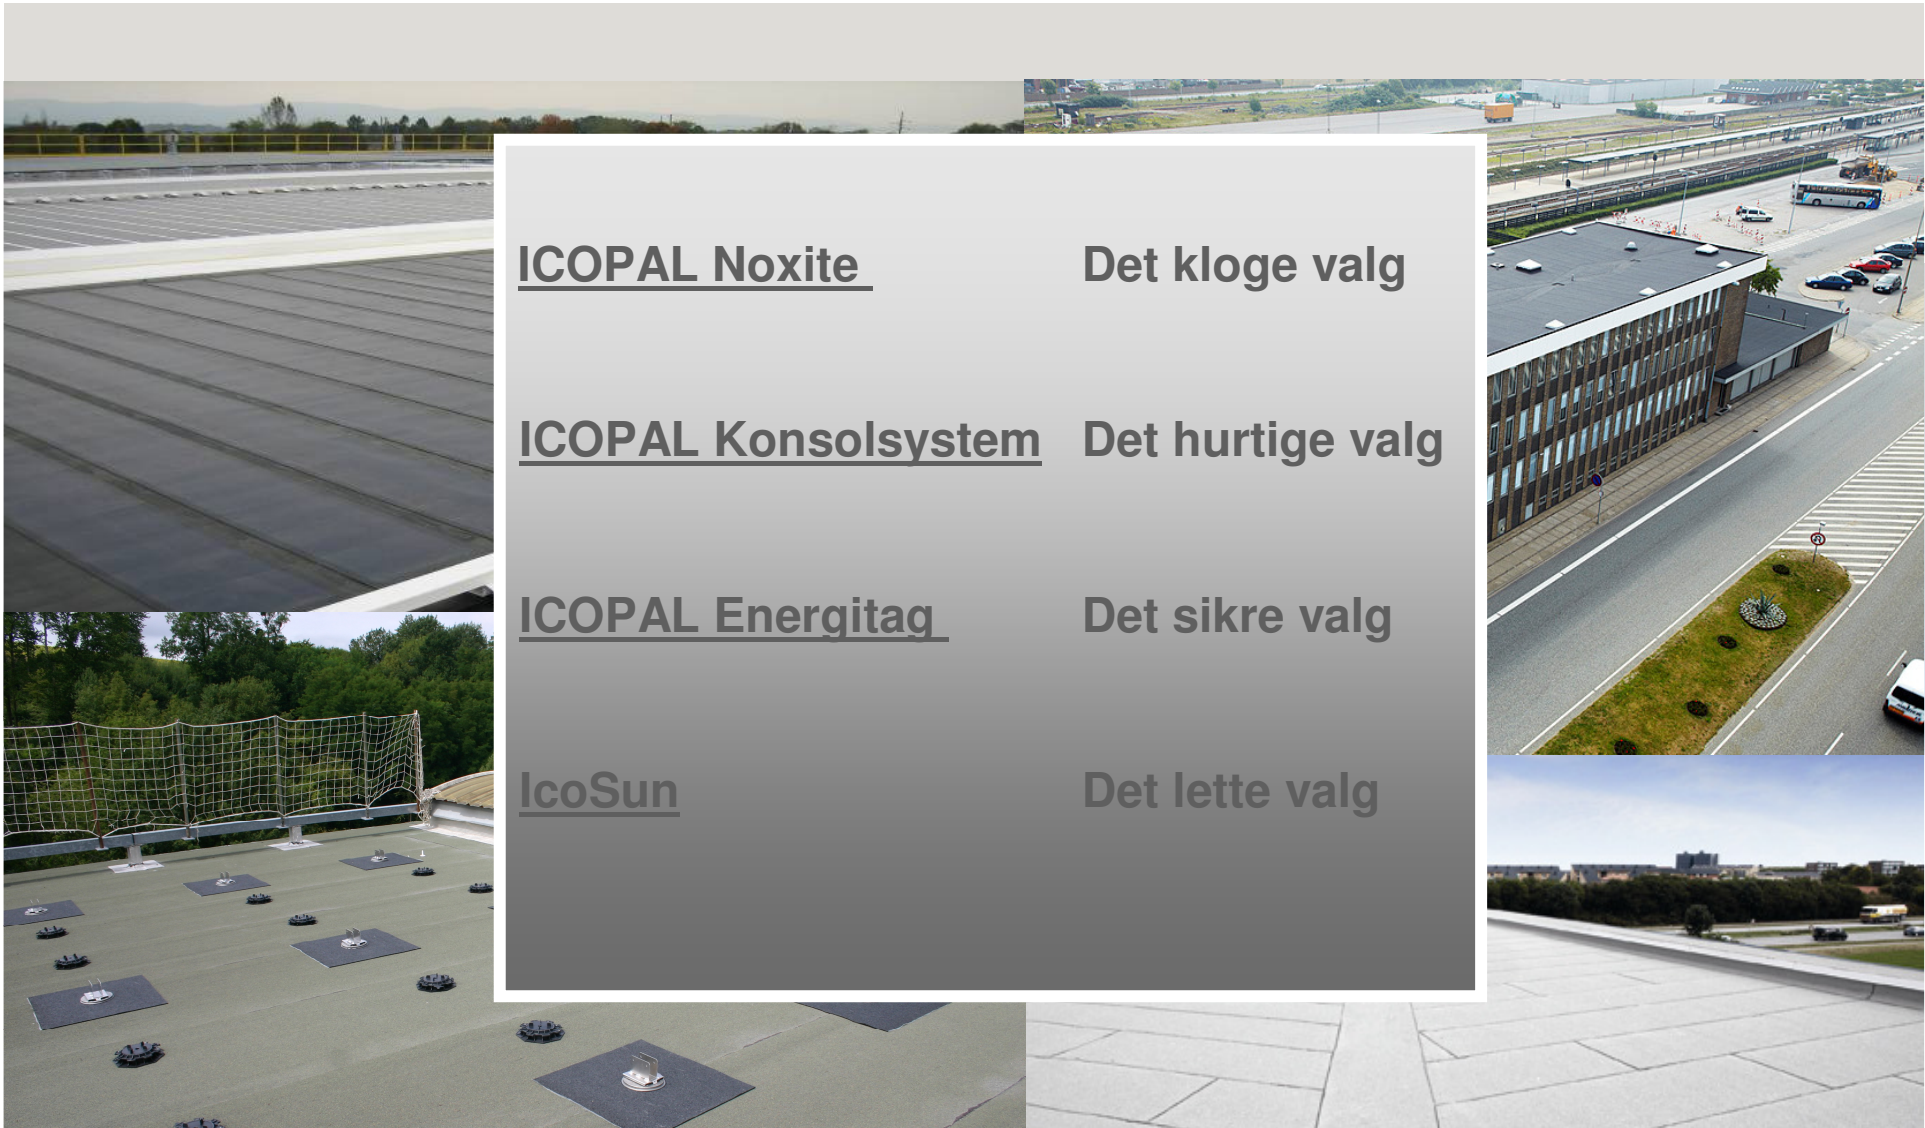 ICOPAL Noxite Det kloge valg
ICOPAL Konsolsystem Det hurtige valg
ICOPAL Energitag Det sikre valg
IcoSun Det lette valg